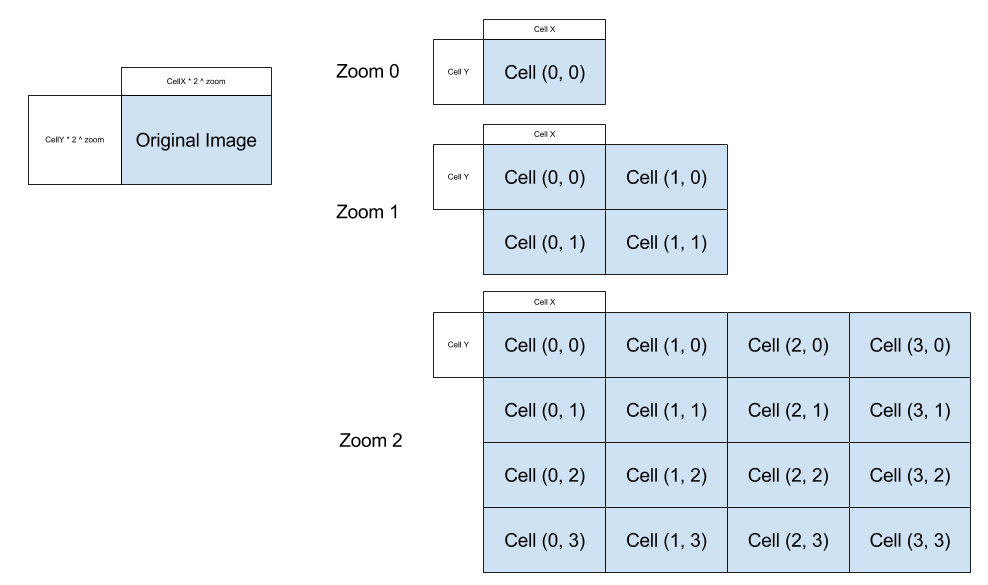 CellX * 2 ^ zoom
CellY * 2 ^ zoom
Original Image
Zoom 0
Cell X
Cell Y
Cell (0, 0)
Zoom 1
Cell X
Cell Y
Cell (0, 0) Cell (1, 0)
Cell (0, 1) Cell (1, 1)
Zoom 2
Cell X
Cell Y
Cell (0, 0) Cell (1, 0) Cell (2, 0) Cell (3, 0)
Cell (0, 1) Cell (1, 1) Cell (2, 1) Cell (3, 1)
Cell (0, 2) Cell (1, 2) Cell (2, 2) Cell (3, 2)
Cell (0, 3) Cell (1, 3) Cell (2, 3) Cell (3, 3)